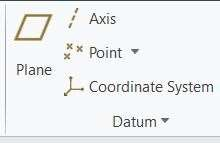 Axis
Point
Plane
Coordinate System
Datum